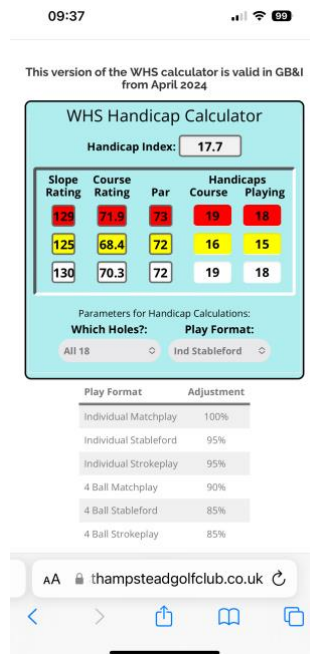 09:37
99
This version of the WHS calculator is valid in GB&I
from April 2024
WHS Handicap Calculator
Handicap Index: 17.7
Slope Course Handicaps
Rating Rating Par Course Playing
129 71.9 73 19 18
125 68.4 72 16 15
130 70.3 72 19 18
Parameters for Handicap Calculations:
Which Holes?: Play Format:
All 18 Ind Stableford
Play Format Adjustment
Individual Matchplay 100%
Individual Stableford 95%
Individual Strokeplay 95%
4 Ball Matchplay 90%
4 Ball Stableford 85%
4 Ball Strokeplay 85%
AA thampsteadgolfclub.co.uk